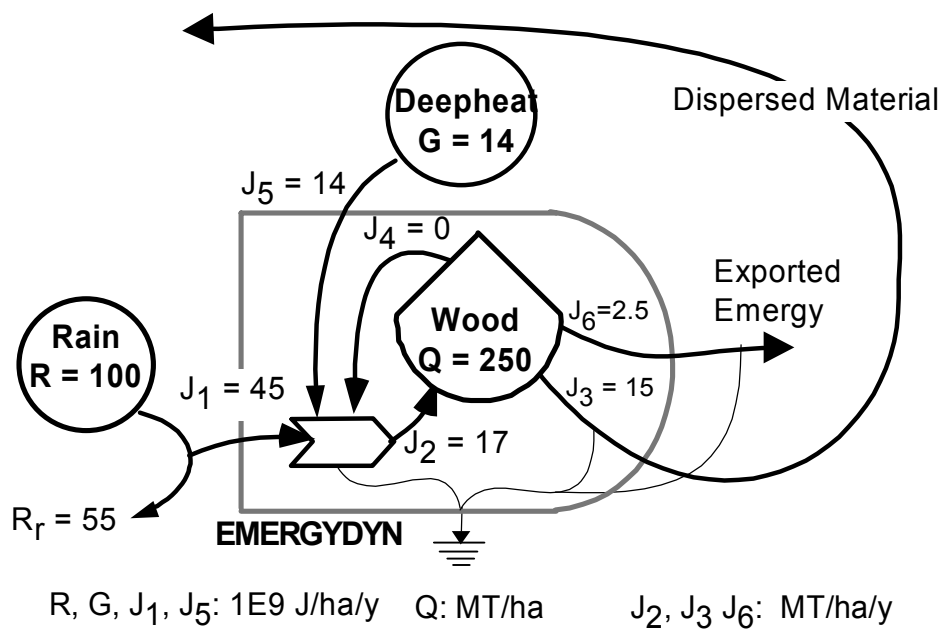 Dispersed Material
Deepheat
G = 14
J5 = 14
J4 = 0
Exported
Emergy
Rain
R = 100
Wood
Q = 250
J6=2.5
J1 = 45
J3 = 15
J2 = 17
Rr = 55
EMERGYDYN
R, G, J1, J5: 1E9 J/ha/y Q: MT/ha J2, J3 J6: MT/ha/y